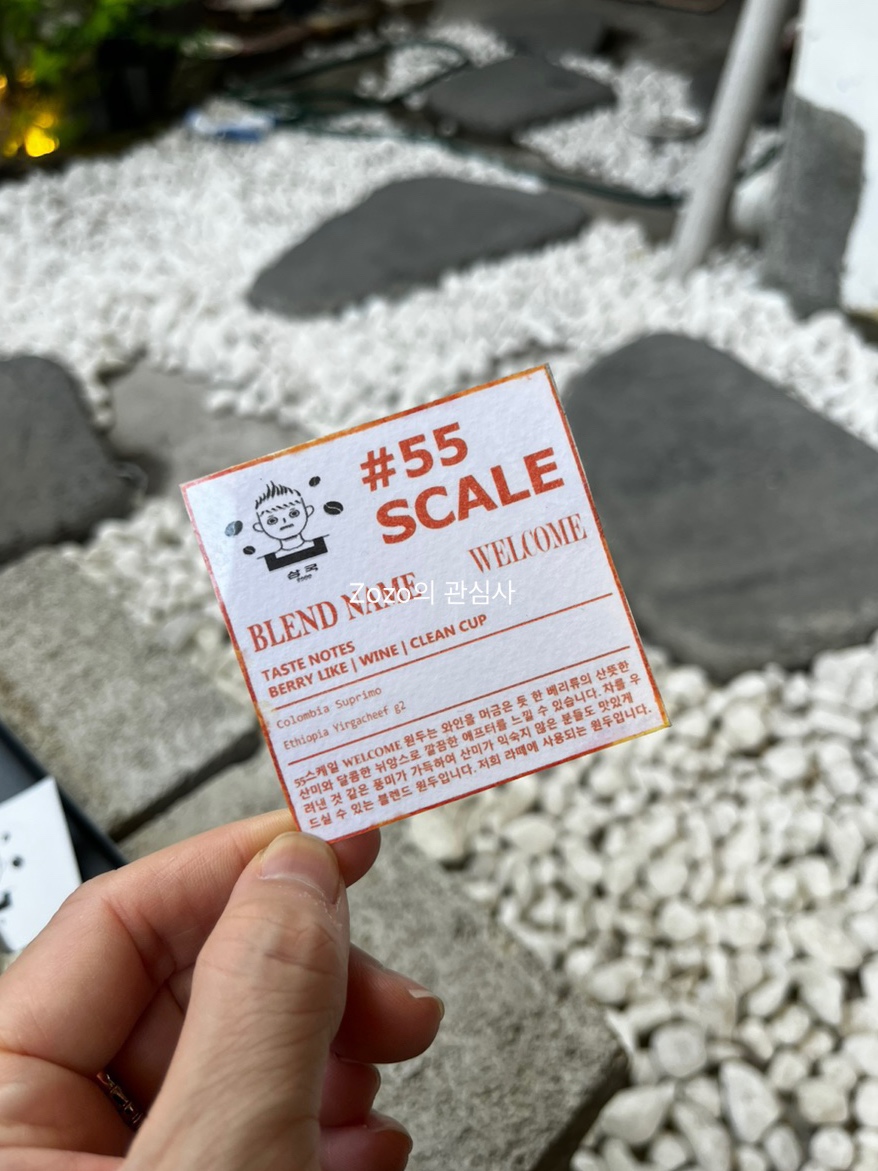 #55
SCALE
성국
BLEND NAME WELCOME
Zozo의 관심사
TASTE NOTES
BERRY LIKE | WINE | CLEAN CUP
Colombia Suprimo
Ethiopia Yirgacheef g2
55스케일 WELCOME 원두는 와인을 머금은 듯 한 베리류의 산뜻한
산미와 달콤한 뉘앙스로 깔끔한 애프터를 느낄 수 있습니다. 자를 우
려낸 것 같은 풍미가 가득하여 산미가 익숙지 않은 분들도 맛있게
드실 수 있는 블렌드 원두입니다. 저희 라떼에 사용되는 원두입니다.